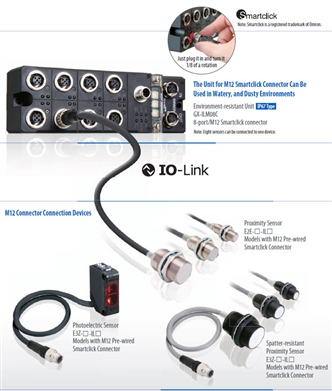 Smartclick
Note: Smartclick is a registered trademark of Omron.
Just plug it in and turn it
1/8 of a rotation
The Unit for M12 Smartclick Connector Can Be
Used in Watery, and Dusty Environments
Environment-resistant Unit IP67 Type
GX-ILM08C
8-port/M12 Smartclick connector
Note: Eight sensors can be connected to one device.
IO-Link
M12 Connector Connection Devices
Proximity Sensor
E2E-□-IL□
Models with M12 Pre-wired
Smartclick Connector
Photoelectric Sensor
E3Z-□-IL□
Models with M12 Pre-wired
Smartclick Connector
Spatter-resistant
Proximity Sensor
E3Z-□-IL□
Models with M12 Pre-wired
Smartclick Connector